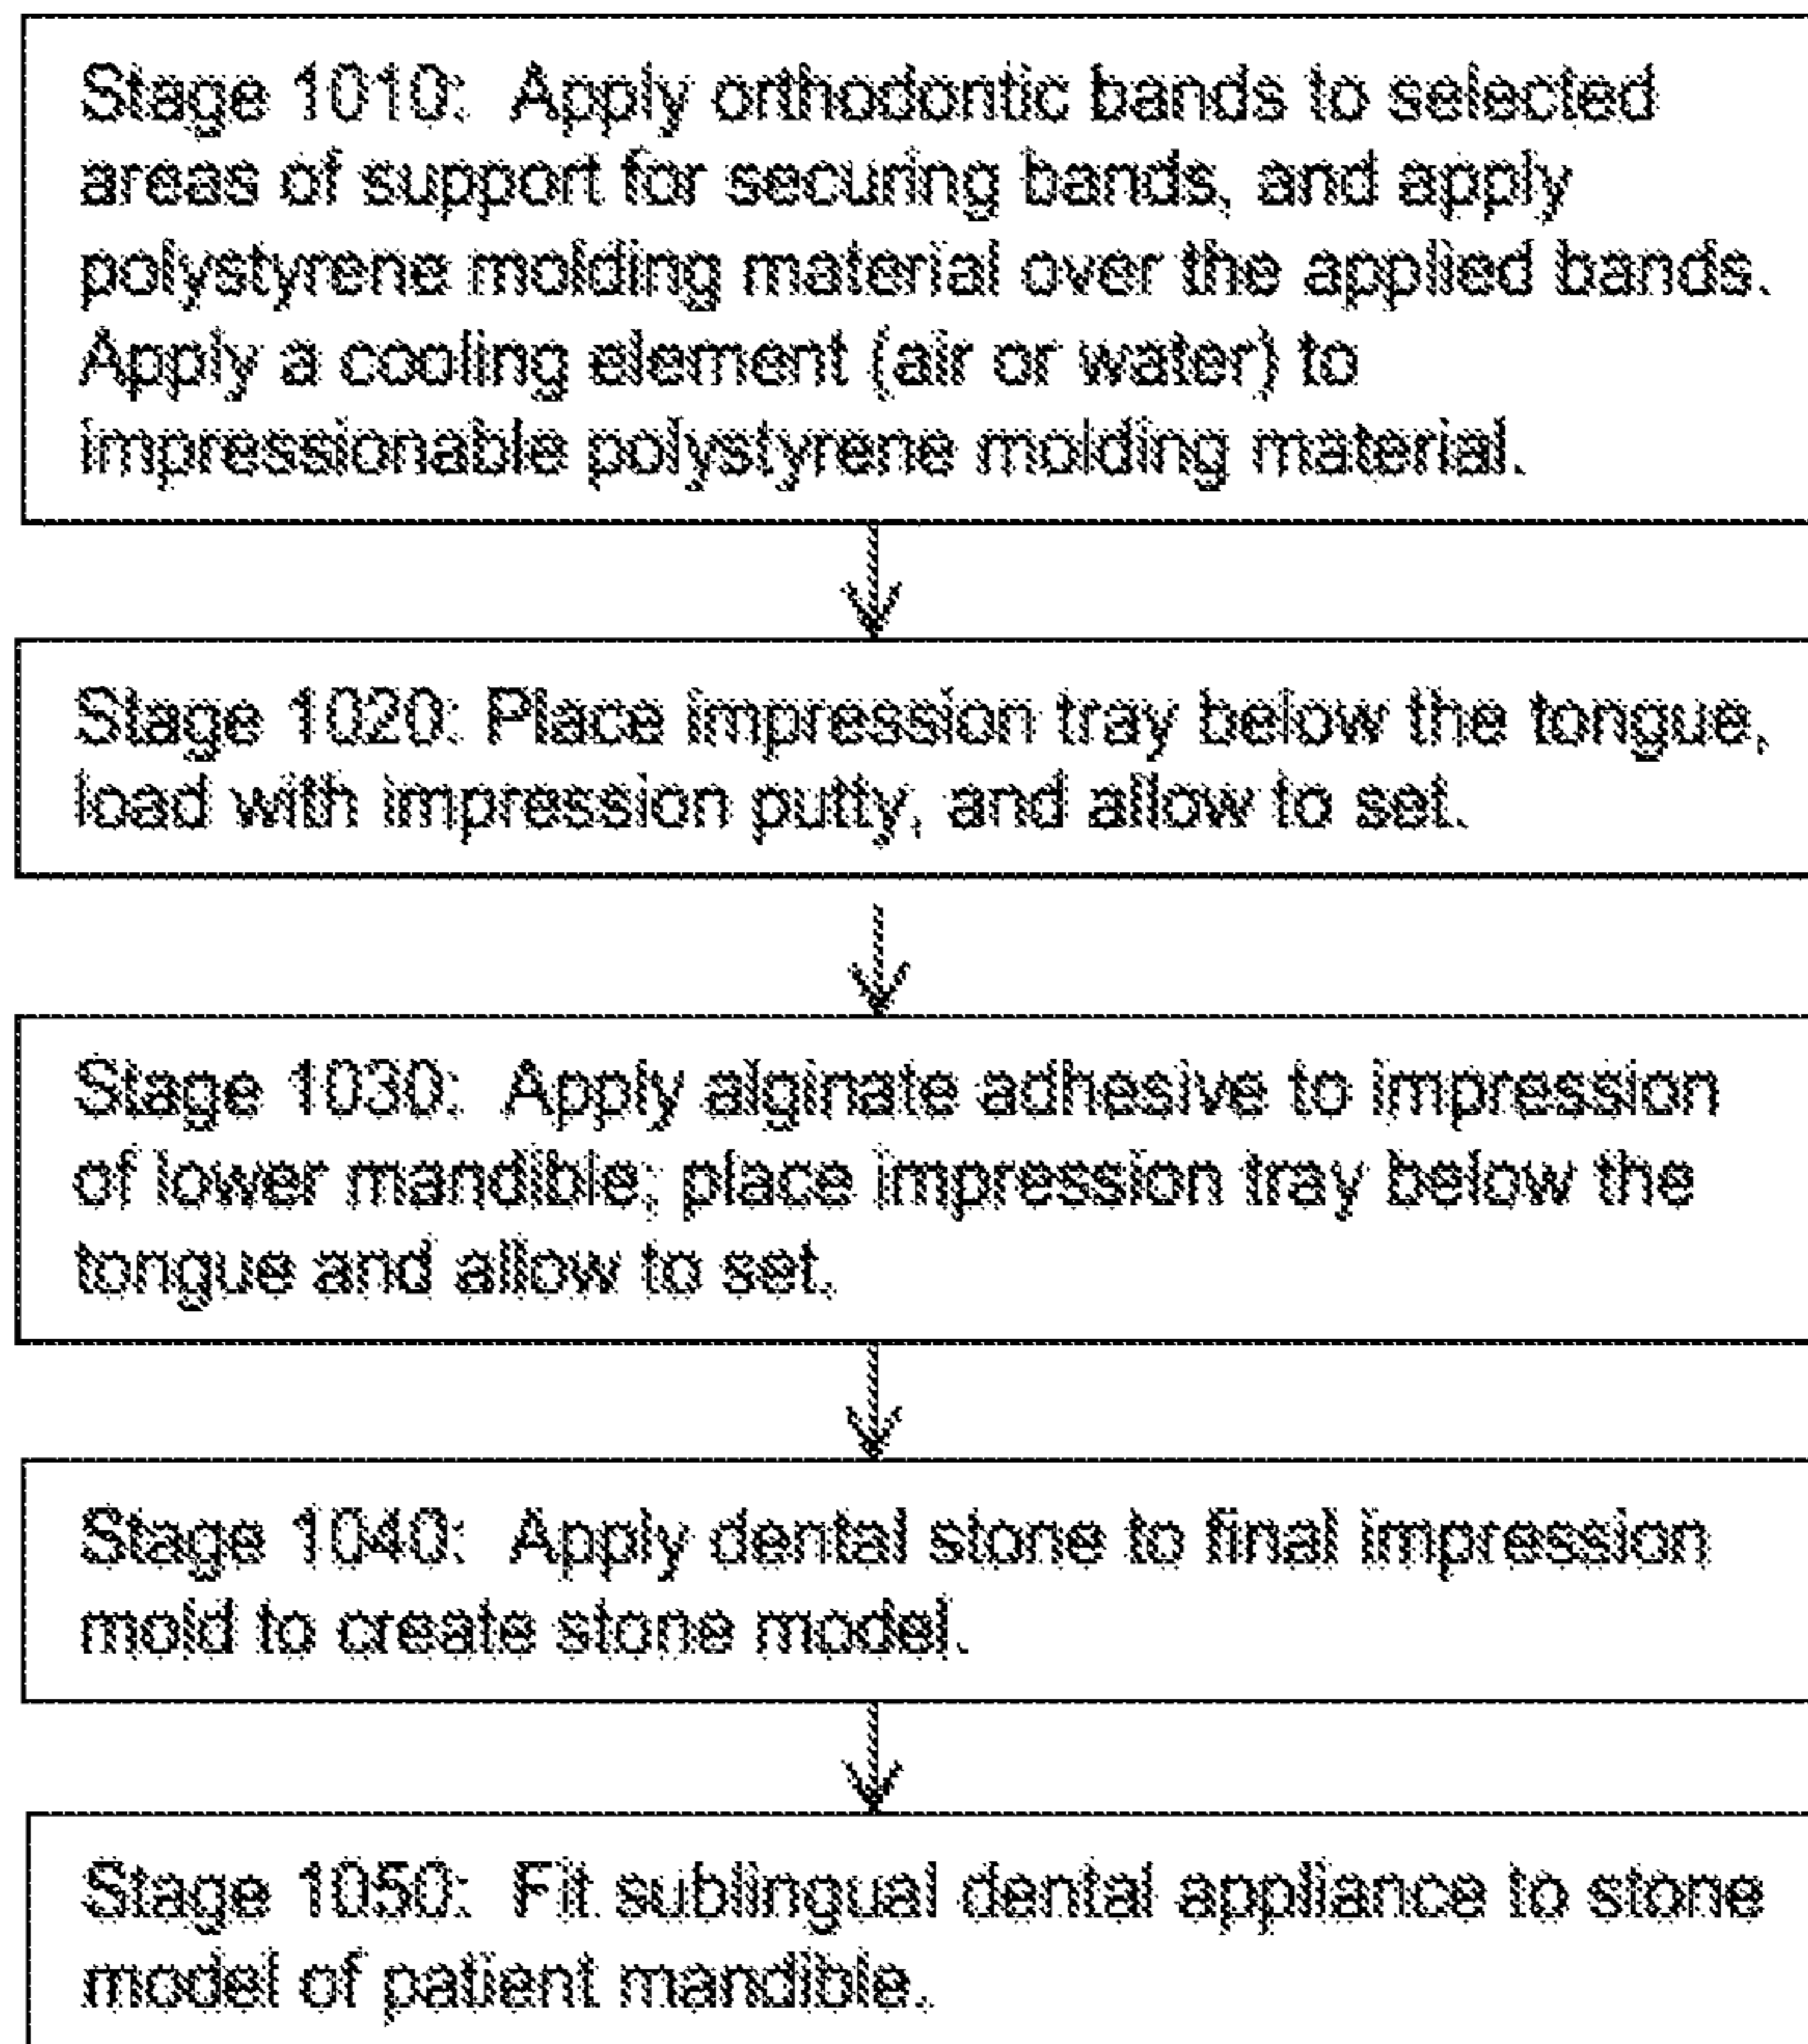 Stage 1010: Apply orthodontic bands to selected
areas of support for securing bands, and apply
polystyrene molding material over the applied bands.
Apply a cooling element (air or water) to
impressionable polystyrene molding material.
Stage 1020: Place impression tray below the tongue,
load with impression putty, and allow to set.
Stage 1030: Apply alginate adhesive to impression
of lower mandible; place impression tray below the
tongue and allow to set.
Stage 1040: Apply dental stone to final impression
mold to create stone model.
Stage 1050: Fit sublingual dental appliance to stone
model of patient mandible.